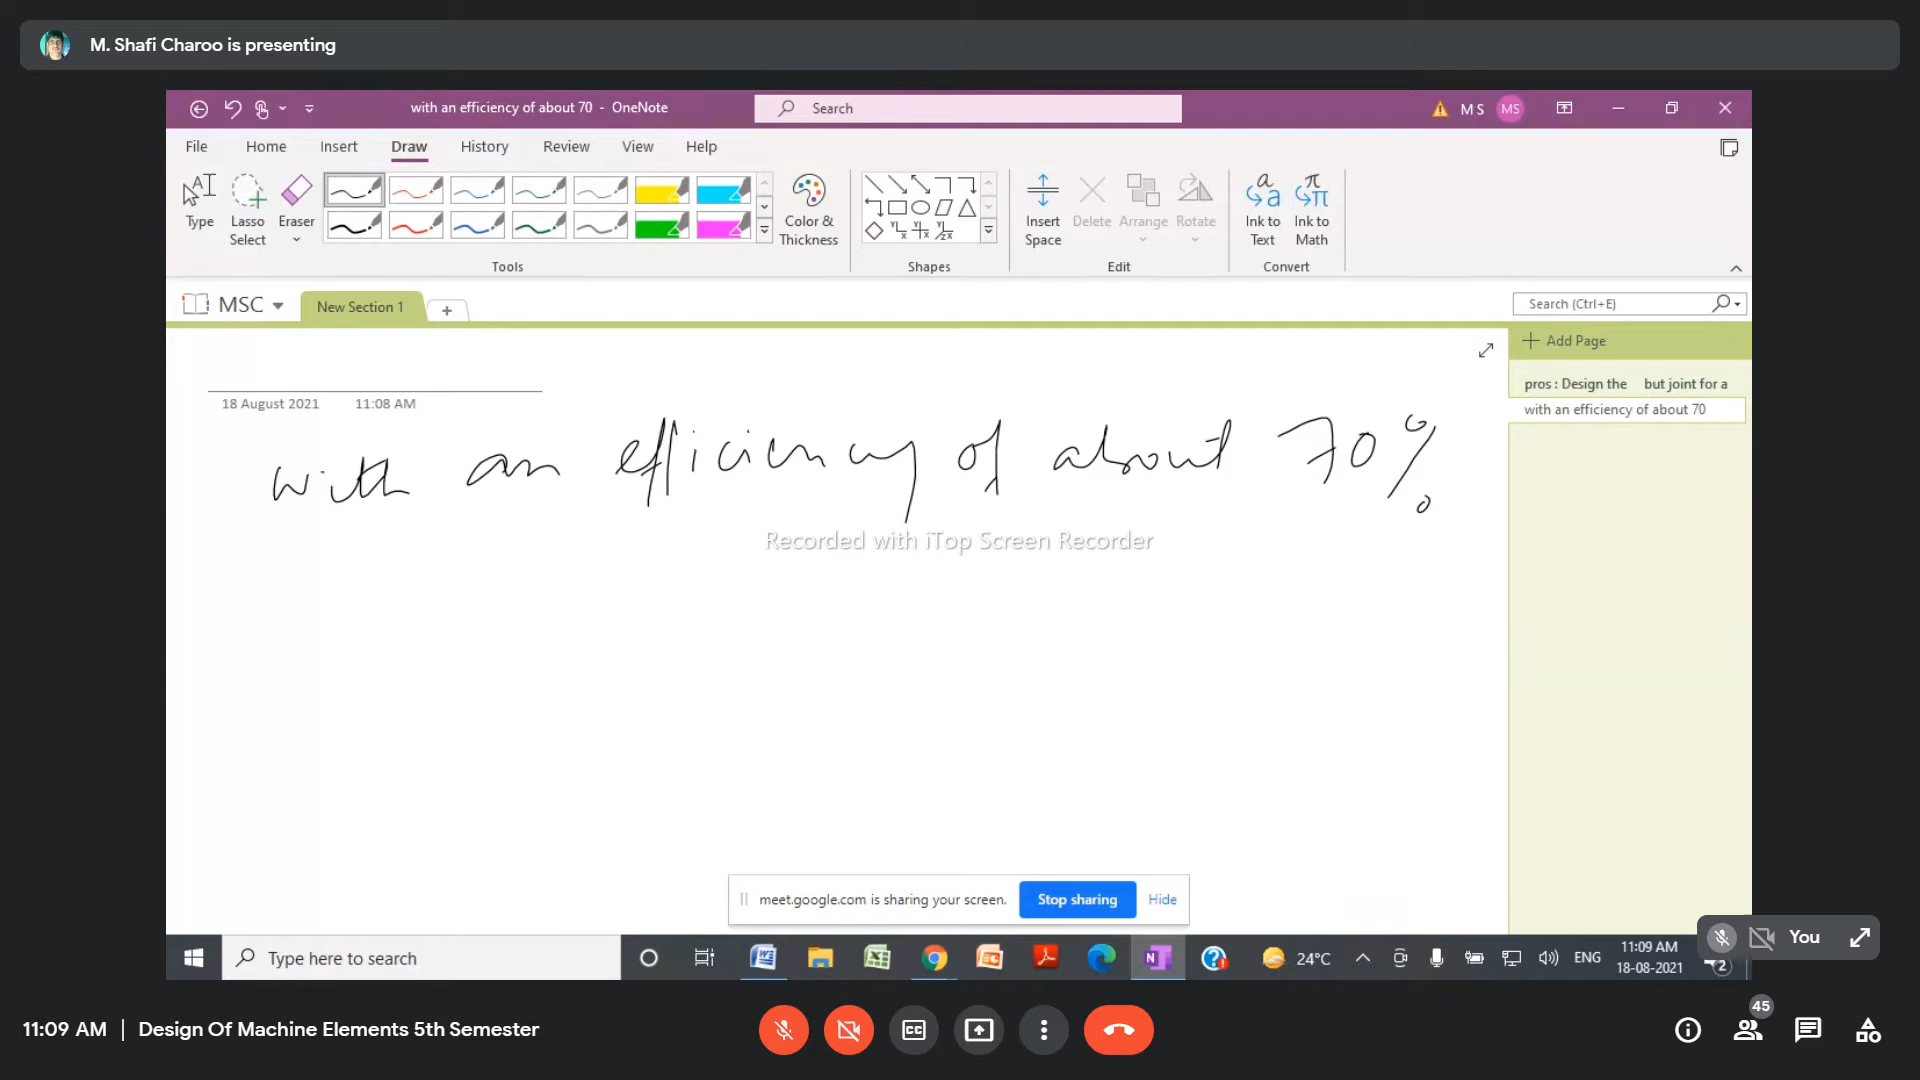 M. Shafi Charoo is presenting
with an efficiency of about 70 - OneNote
Search
M S
MS
File Home Insert Draw History Review View Help
Type
Lasso Select
Eraser
Color & Thickness
Insert Space
Delete
Arrange
Rotate
Ink to Text
Ink to Math
Tools
Shapes
Edit
Convert
MSC
New Section 1
+
Search (Ctrl+E)
Add Page
pros : Design the but joint for a
with an efficiency of about 70
18 August 2021 11:08 AM
with an efficiency of about 70%
Recorded with iTop Screen Recorder
meet.google.com is sharing your screen. Stop sharing Hide
Type here to search
24°C
ENG
11:09 AM
18-08-2021
2
You
11:09 AM | Design Of Machine Elements 5th Semester
CC
45